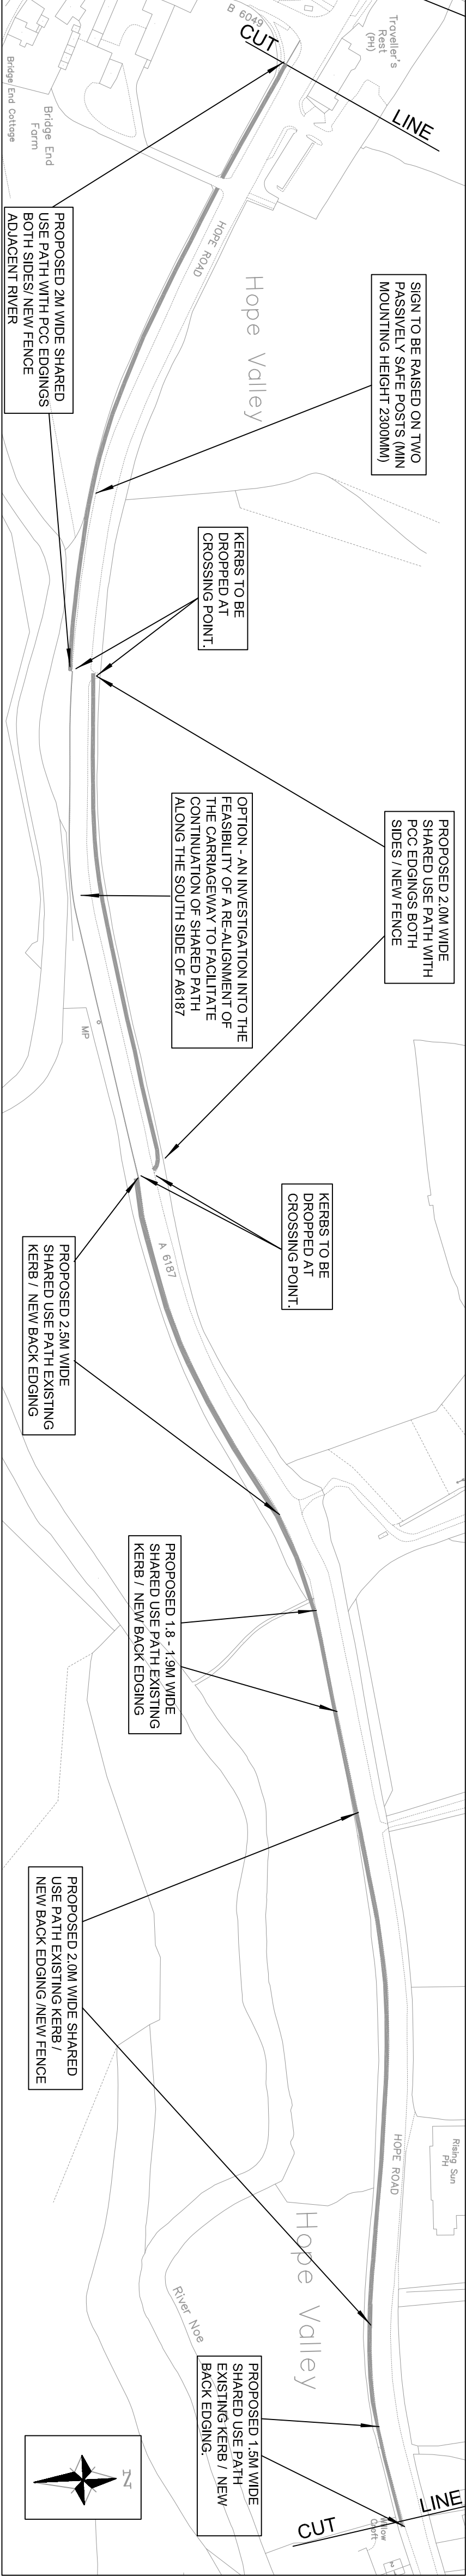 B 6049
CUT
LINE
Traveller's
Rest
(PH)
Bridge End Cottage
Bridge End
Farm
HOPE ROAD
Hope Valley
PROPOSED 2M WIDE SHARED
USE PATH WITH PCC EDGINGS
BOTH SIDES/ NEW FENCE
ADJACENT RIVER
SIGN TO BE RAISED ON TWO
PASSIVELY SAFE POSTS (MIN
MOUNTING HEIGHT 2300MM)
KERBS TO BE
DROPPED AT
CROSSING POINT.
OPTION - AN INVESTIGATION INTO THE
FEASIBILITY OF A RE-ALIGNMENT OF
THE CARRIAGEWAY TO FACILITATE
CONTINUATION OF SHARED PATH
ALONG THE SOUTH SIDE OF A6187
PROPOSED 2.0M WIDE
SHARED USE PATH WITH
PCC EDGINGS BOTH
SIDES / NEW FENCE
MP
KERBS TO BE
DROPPED AT
CROSSING POINT.
A 6187
PROPOSED 2.5M WIDE
SHARED USE PATH EXISTING
KERB / NEW BACK EDGING
PROPOSED 1.8 - 1.9M WIDE
SHARED USE PATH EXISTING
KERB / NEW BACK EDGING
PROPOSED 2.0M WIDE SHARED
USE PATH EXISTING KERB /
NEW BACK EDGING /NEW FENCE
HOPE ROAD
Rising Sun
PH
Hope Valley
River Noe
PROPOSED 1.5M WIDE
SHARED USE PATH
EXISTING KERB / NEW
BACK EDGING.
LINE
CUT
Croft
N